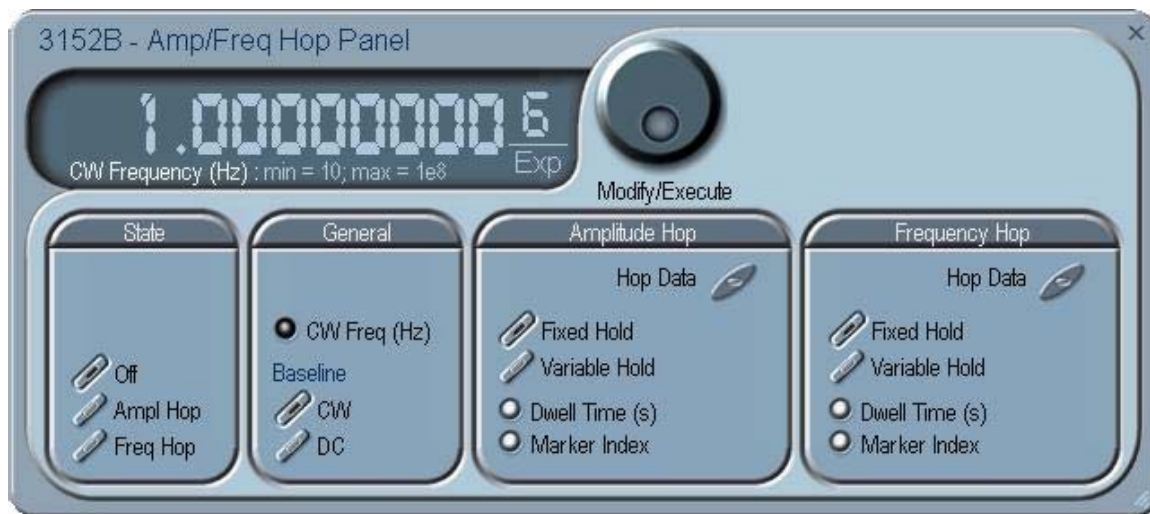 3152B - Amp/Freq Hop Panel
×
1.00000000 6
Exp
CW Frequency (Hz) : min = 10; max = 1e8
Modify/Execute
State
Off
Ampl Hop
Freq Hop
General
CW Freq (Hz)
Baseline
CW
DC
Amplitude Hop
Hop Data
Fixed Hold
Variable Hold
Dwell Time (s)
Marker Index
Frequency Hop
Hop Data
Fixed Hold
Variable Hold
Dwell Time (s)
Marker Index